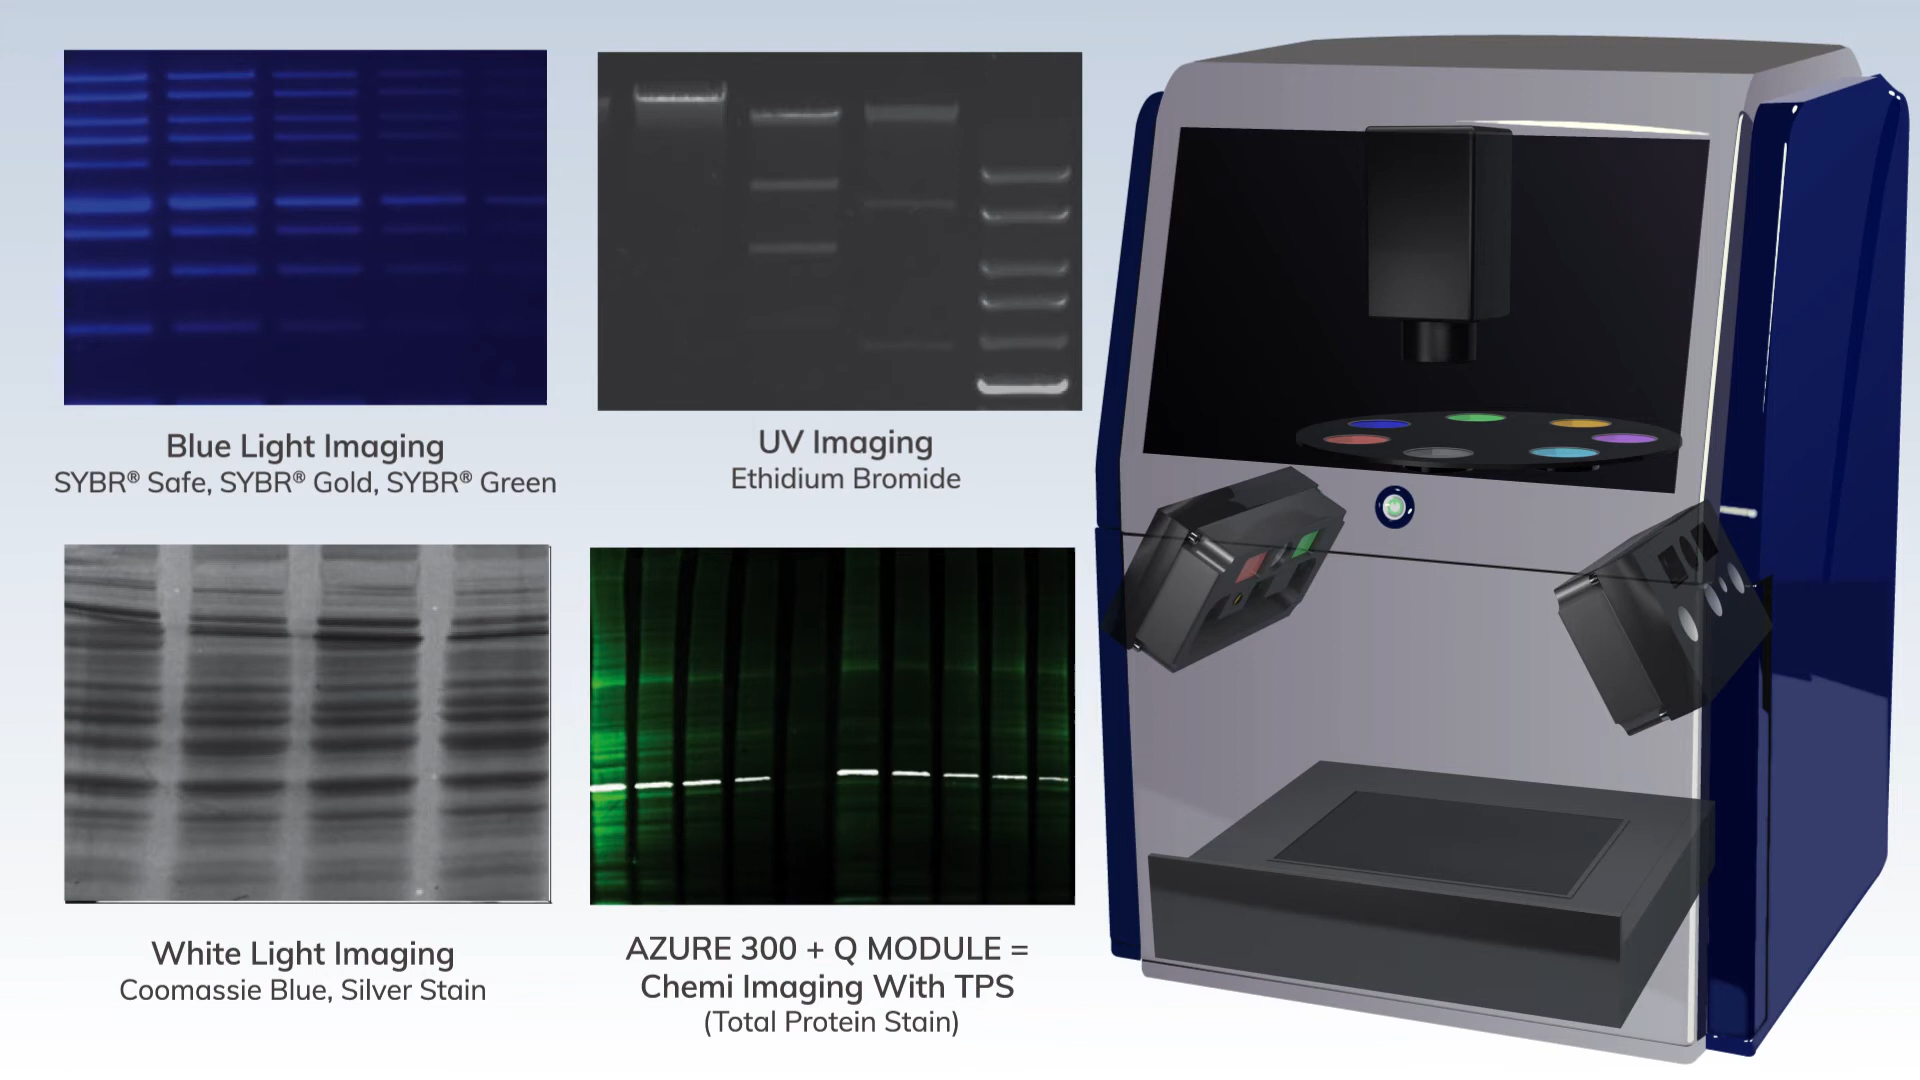 Blue Light Imaging
SYBR® Safe, SYBR® Gold, SYBR® Green
UV Imaging
Ethidium Bromide
White Light Imaging
Coomassie Blue, Silver Stain
AZURE 300 + Q MODULE =
Chemi Imaging With TPS
(Total Protein Stain)